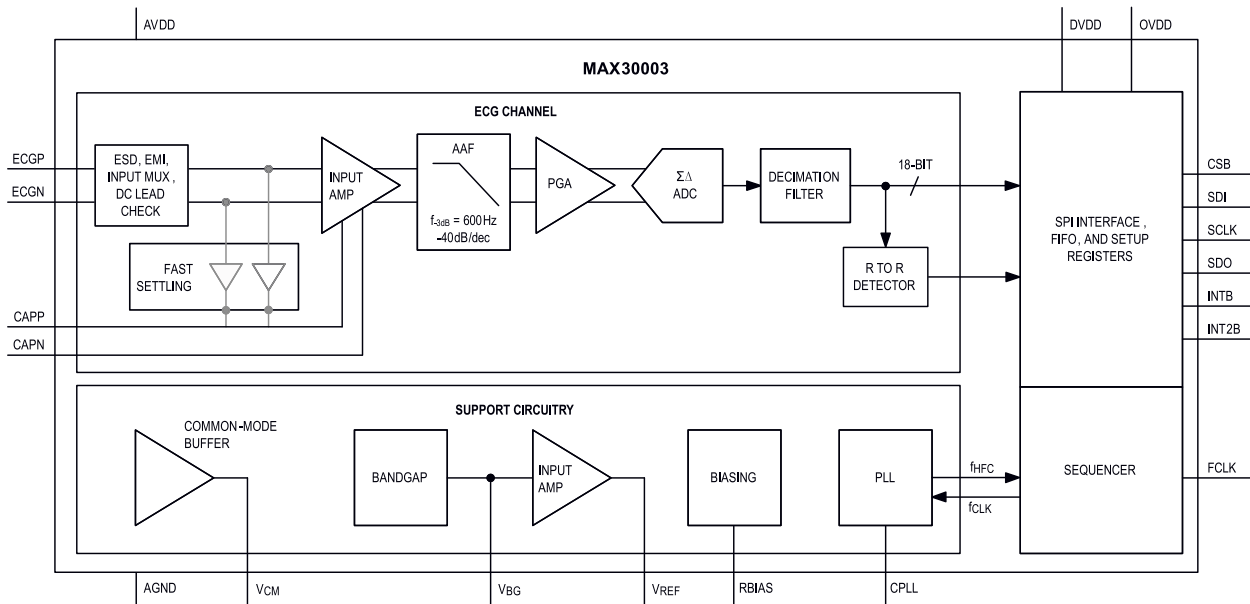 AVDD
DVDD
OVDD
MAX30003
ECG CHANNEL
ECGP
ECGN
ESD, EMI,
INPUT MUX ,
DC LEAD
CHECK
INPUT
AMP
AAF
f-3dB = 600Hz
-40dB/dec
PGA
ΣΔ
ADC
DECIMATION
FILTER
18-BIT
R TO R
DETECTOR
FAST
SETTLING
CAPP
CAPN
SPI INTERFACE ,
FIFO, AND SETUP
REGISTERS
CSB
SDI
SCLK
SDO
INTB
INT2B
SUPPORT CIRCUITRY
COMMON-MODE
BUFFER
BANDGAP
INPUT
AMP
BIASING
PLL
fHFC
fCLK
SEQUENCER
FCLK
AGND
VCM
VBG
VREF
RBIAS
CPLL